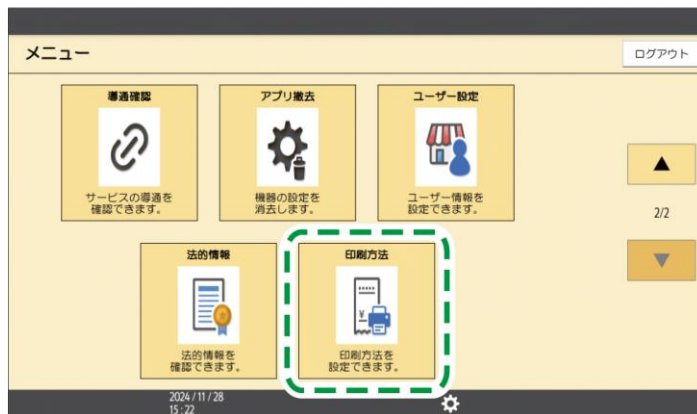 メニュー
ログアウト
導通確認
サービスの導通を
確認できます。
アプリ撤去
機器の設定を
消去します。
ユーザー設定
ユーザー情報を
設定できます。
▲
2/2
▼
法的情報
法的情報を
確認できます。
印刷方法
¥
印刷方法を
設定できます。
2024 / 11 / 28
15 : 22